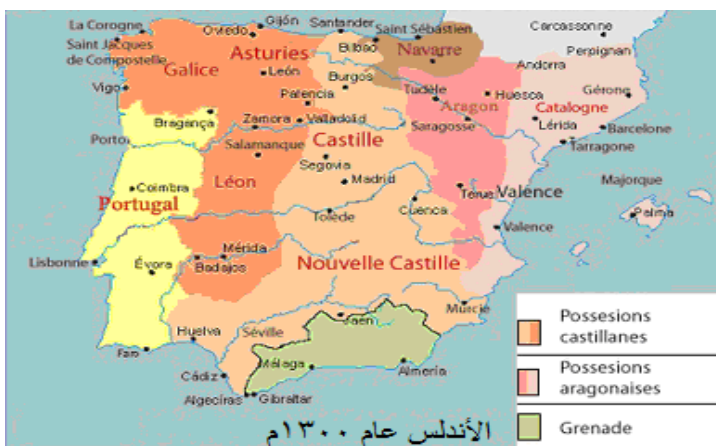 La Corogne
Gijón
Santander
Saint Sébastien
Carcassonne
Oviedo
Bilbao
Saint Jacques
de Compostelle
Asturies
Navarre
Perpignan
Galice
León
Andorra
Burgos
Vigo
Palencia
Tudèle
Huesca
Catalogne
Gérone
Aragon
Bragança
Zamora
Valladolid
Lérida
Barcelone
Porto
Saragosse
Salamanque
Castille
Tarragone
Segovia
Coimbra
Léon
Madrid
Teruel
Valence
Majorque
Portugal
Tolède
Cuenca
Palma
Valence
Lisbonne
Évora
Mérida
Badajos
Nouvelle Castille
Murcie
Huelva
Séville
Jaén
Faro
Málaga
Almería
Cádiz
Algeciras
Gibraltar
Possesions
castillanes
Possesions
aragonaises
Grenade
الأندلس عام ١٣٠٠م